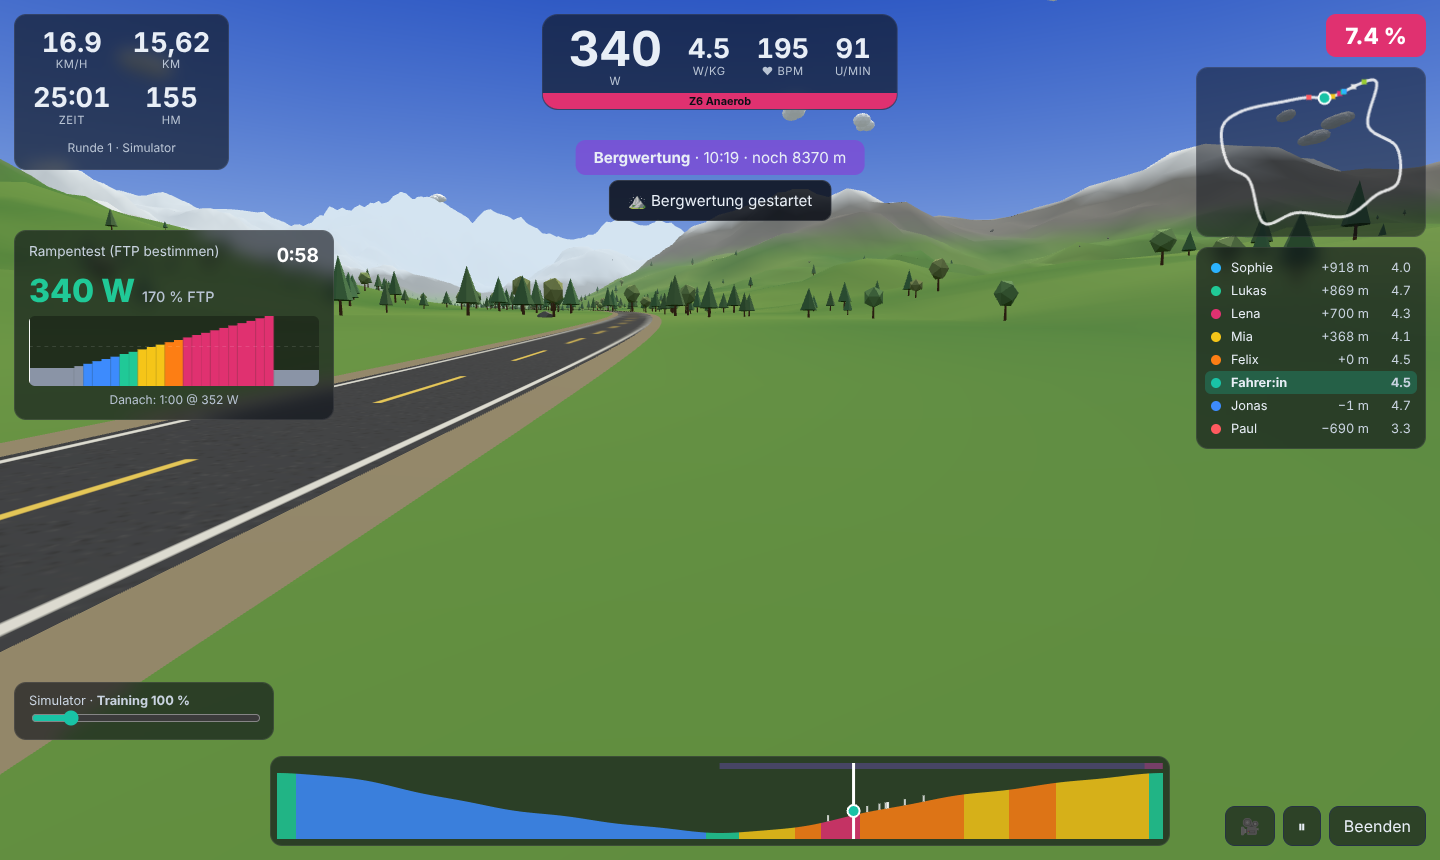 16.9 15,62
KM/H KM
25:01 155
ZEIT HM
Runde 1 · Simulator
340 4.5 195 91
W W/KG ♥ BPM U/MIN
Z6 Anaerob
Bergwertung · 10:19 · noch 8370 m
⛰️ Bergwertung gestartet
7.4 %
Rampentest (FTP bestimmen) 0:58
340 W 170 % FTP
Danach: 1:00 @ 352 W
Sophie +918 m 4.0
Lukas +869 m 4.7
Lena +700 m 4.3
Mia +368 m 4.1
Felix +0 m 4.5
Fahrer:in 4.5
Jonas −1 m 4.7
Paul −690 m 3.3
Simulator · Training 100 %
Beenden